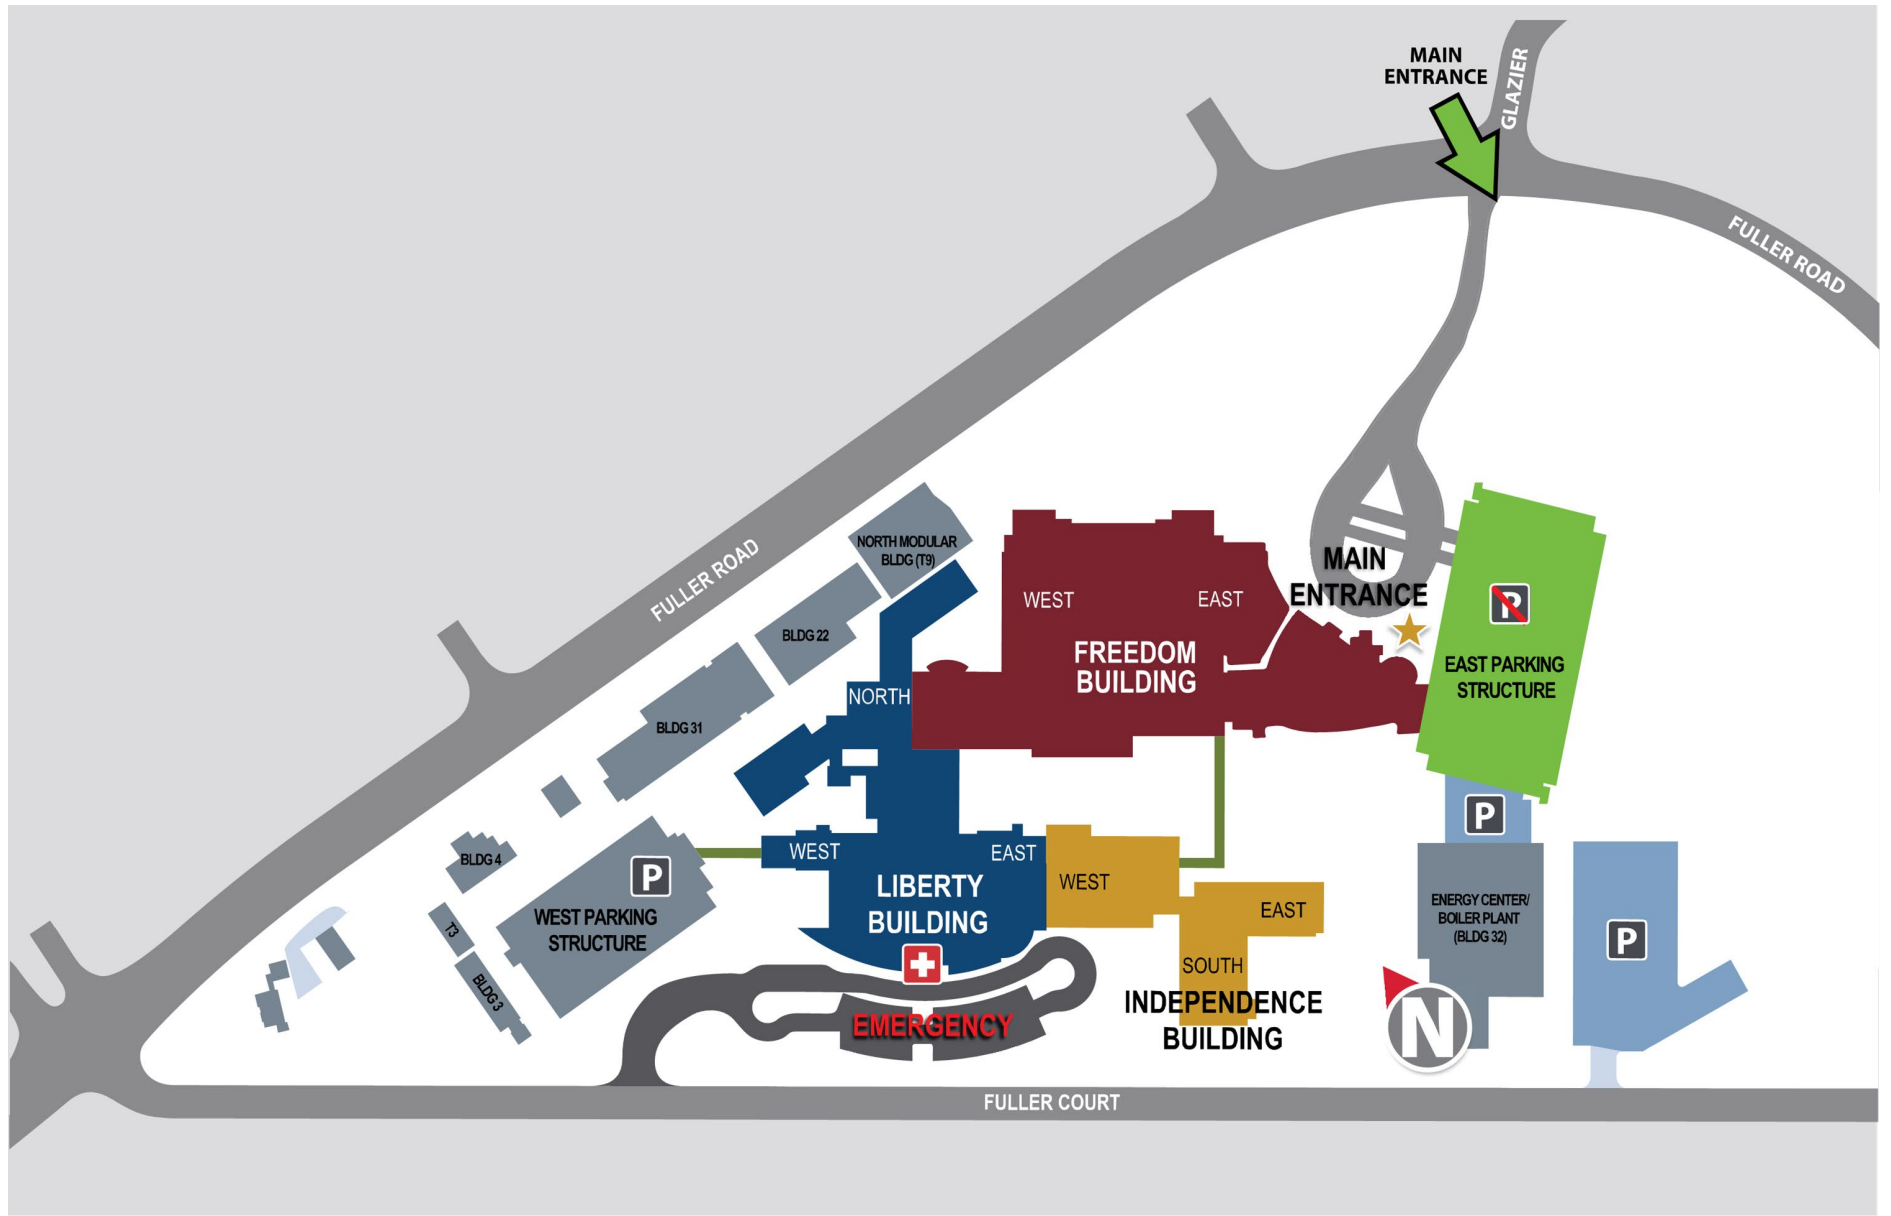 MAIN
ENTRANCE
GLAZIER
FULLER ROAD
NORTH MODULAR
BLDG (T9)
FULLER ROAD
BLDG 22
BLDG 31
BLDG 4
T3
BLDG 3
WEST PARKING
STRUCTURE
P
NORTH
WEST
EAST
LIBERTY
BUILDING
EMERGENCY
WEST
EAST
FREEDOM
BUILDING
MAIN
ENTRANCE
P
EAST PARKING
STRUCTURE
P
WEST
EAST
SOUTH
INDEPENDENCE
BUILDING
ENERGY CENTER/
BOILER PLANT
(BLDG 32)
P
N
FULLER COURT